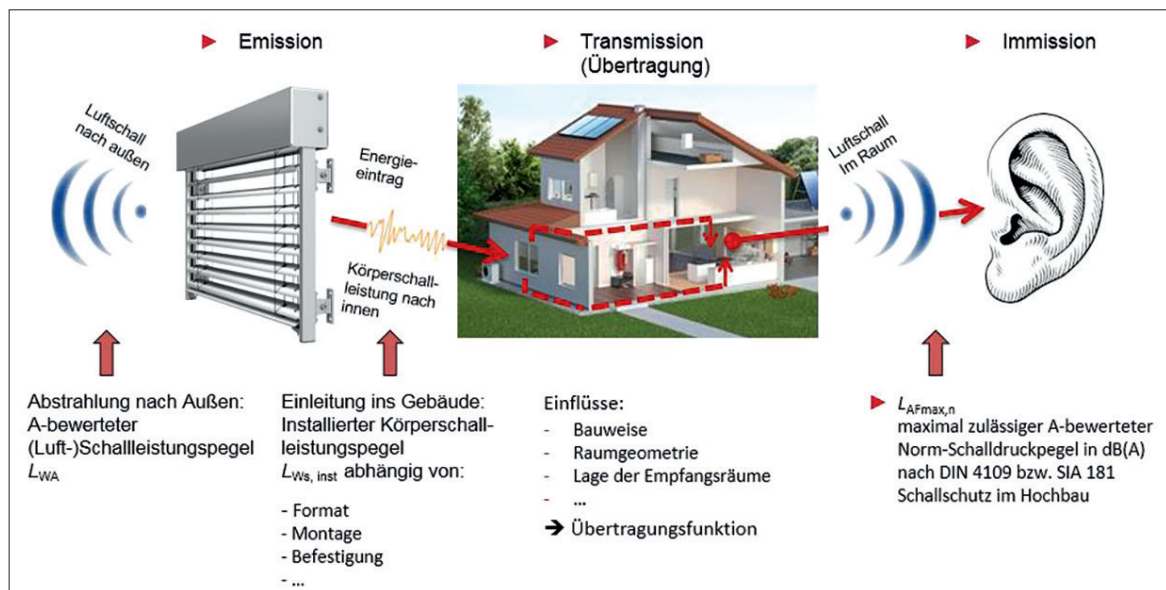 ► Emission
► Transmission
(Übertragung)
► Immission
Luftschall
nach außen
Energie-
eintrag
Körperschall-
leistung nach
innen
Luftschall
Im Raum
Abstrahlung nach Außen:
A-bewerteter
(Luft-)Schallleistungspegel
LWA
Einleitung ins Gebäude:
Installierter Körperschall-
leistungspegel
LWs, inst abhängig von:
- Format
- Montage
- Befestigung
- ...
Einflüsse:
- Bauweise
- Raumgeometrie
- Lage der Empfangsräume
- ...
➔ Übertragungsfunktion
► LAFmax,n
maximal zulässiger A-bewerteter
Norm-Schalldruckpegel in dB(A)
nach DIN 4109 bzw. SIA 181
Schallschutz im Hochbau